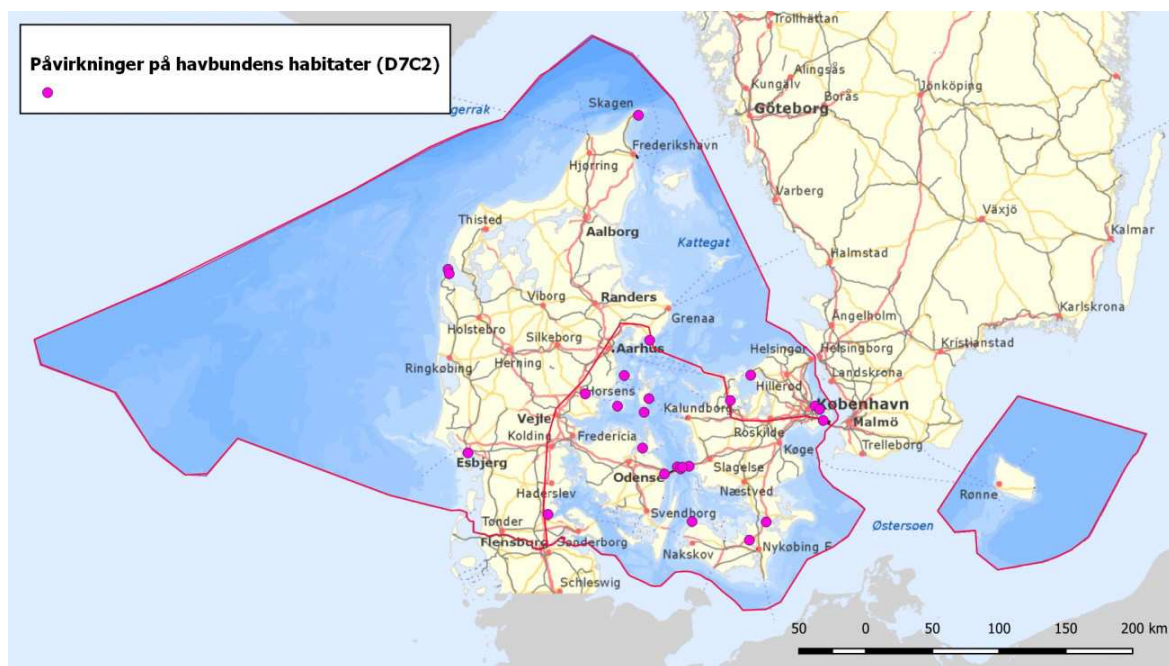 Påvirkninger på havbundens habitater (D7C2)
Trollhättan
Alingsås
Kungälv
Borås
Jönköping
Göteborg
gerrak
Skagen
Frederikshavn
Hjørring
Varberg
Växjö
Thisted
Aalborg
Kattegat
Kalmar
Halmstad
Randers
Viborg
Grenaa
Karlskrona
Ängelholm
Holstebro
Silkeborg
Aarhus
Helsingør
Helsingborg
Kristianstad
Ringkøbing
Herning
Hillerød
Landskrona
Horsens
København
Vejle
Kalundborg
Malmö
Kolding
Fredericia
Roskilde
Køge
Trelleborg
Esbjerg
Odense
Slagelse
Haderslev
Næstved
Rønne
Svendborg
Tønder
Østersøen
Flensburg
Sønderborg
Nakskov
Nykøbing F
Schleswig
50 0 50 100 150 200 km